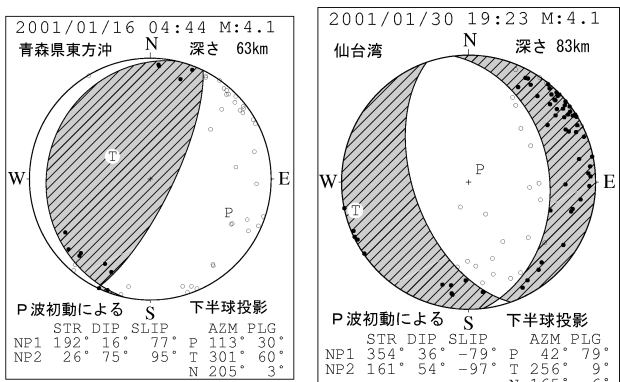 2001/01/16 04:44 M:4.1
青森県東方沖 N 深さ 63km
T
W E
P
S
P波初動による 下半球投影
STR DIP SLIP AZM PLG
NP1 192° 16° 77° P 113° 30°
NP2 26° 75° 95° T 301° 60°
N 205° 3°
2001/01/30 19:23 M:4.1
仙台湾 N 深さ 83km
P
W E
T
S
P波初動による 下半球投影
STR DIP SLIP AZM PLG
NP1 354° 36° -79° P 42° 79°
NP2 161° 54° -97° T 256° 9°
N 165° 6°